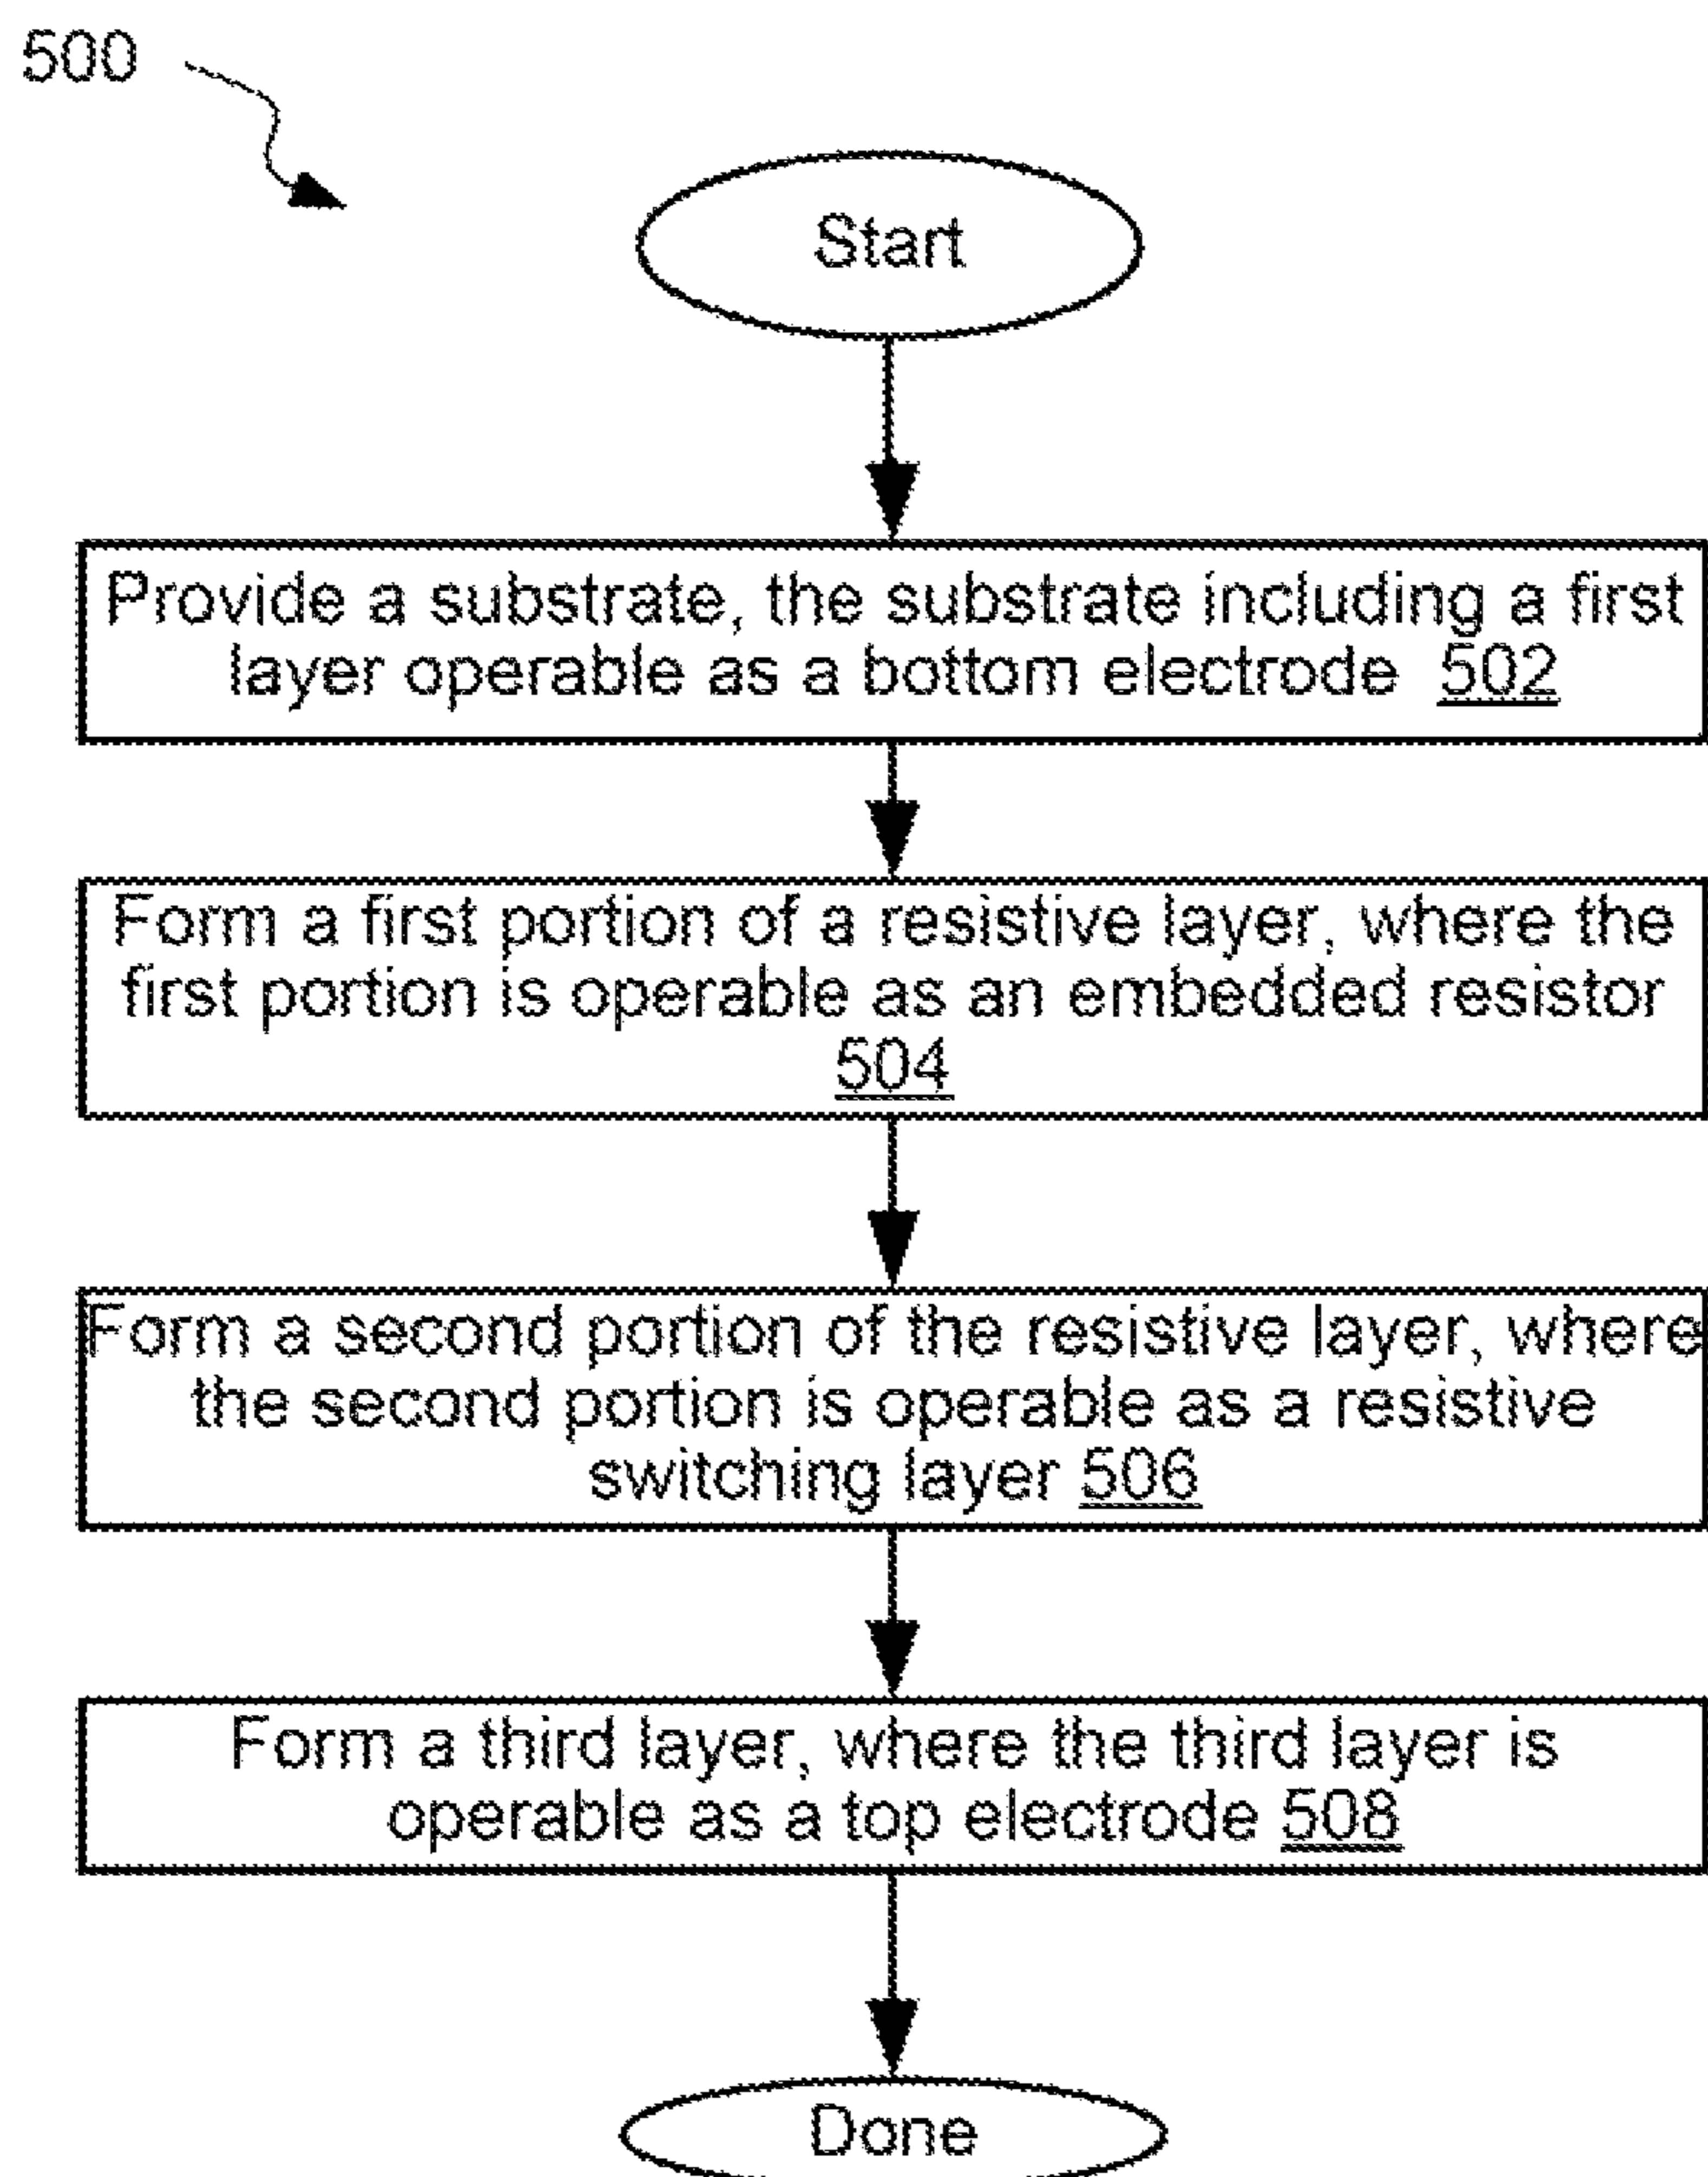 500
Start
Provide a substrate, the substrate including a first
layer operable as a bottom electrode 502
Form a first portion of a resistive layer, where the
first portion is operable as an embedded resistor
504
Form a second portion of the resistive layer, where
the second portion is operable as a resistive
switching layer 506
Form a third layer, where the third layer is
operable as a top electrode 508
Done